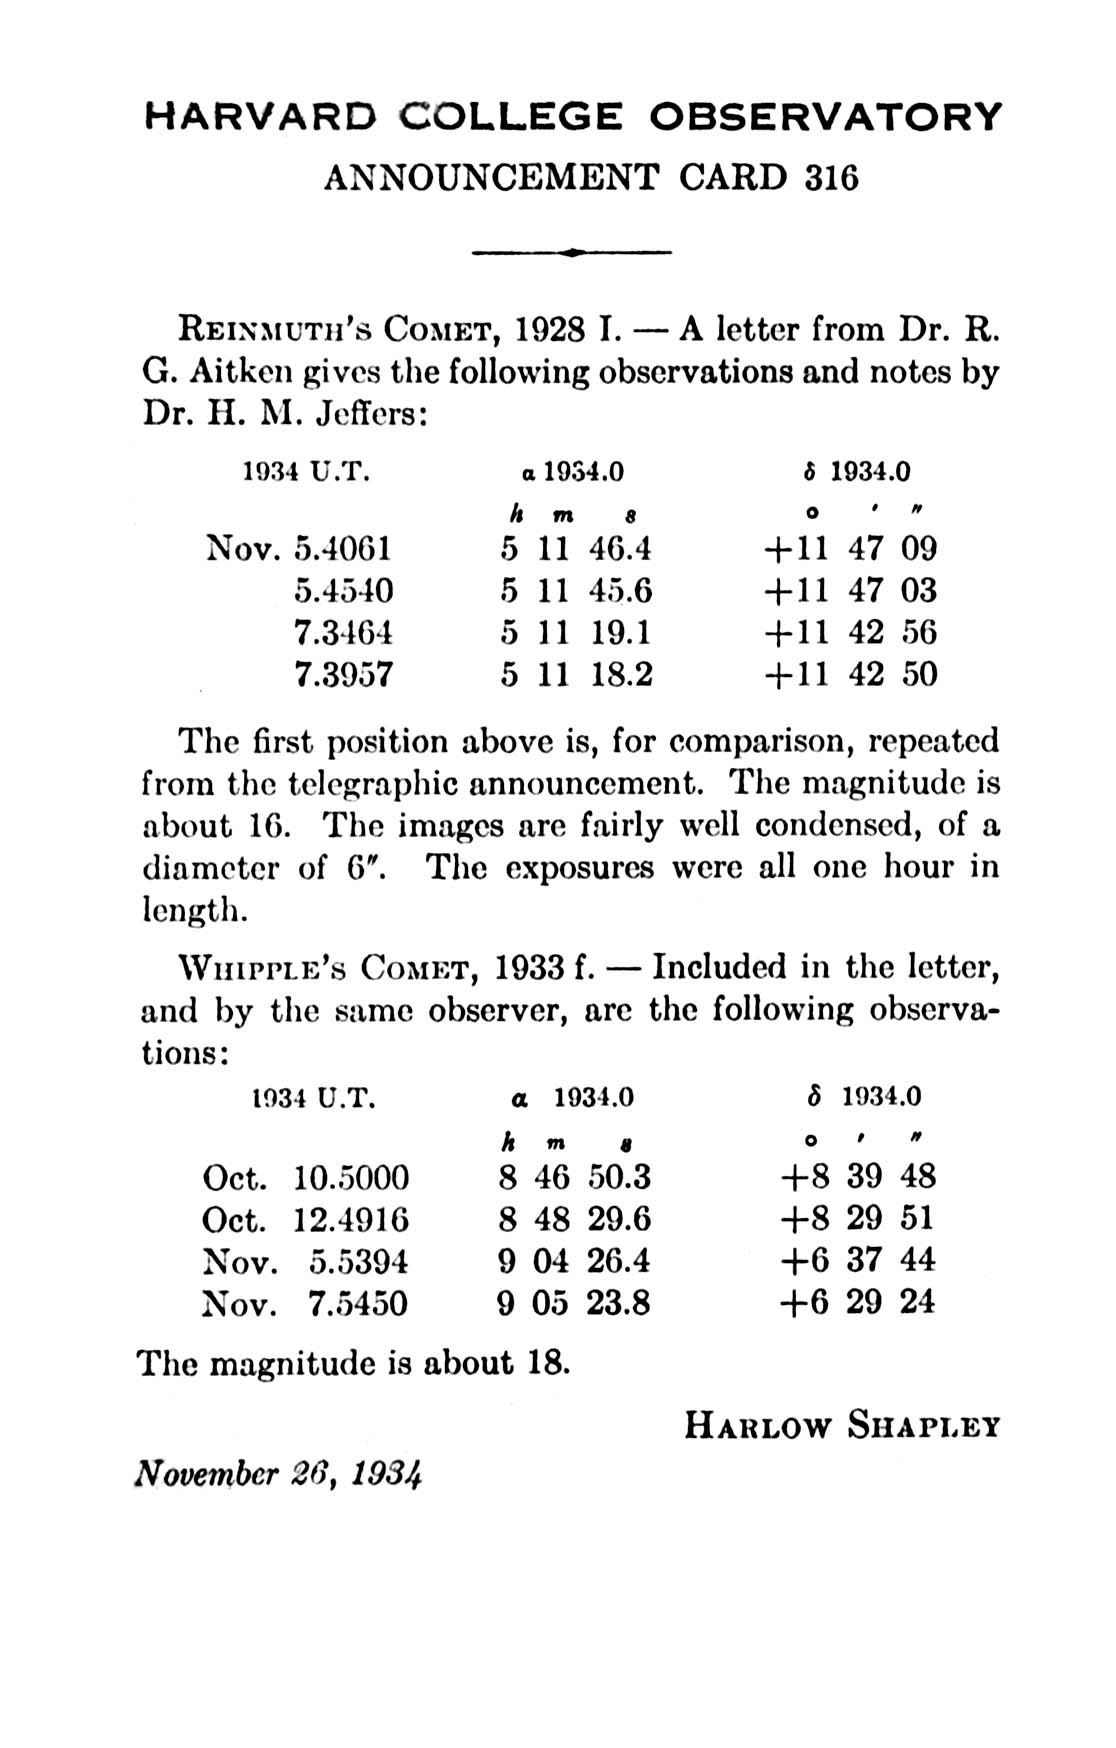 HARVARD COLLEGE OBSERVATORY
ANNOUNCEMENT CARD 316
REINMUTH'S COMET, 1928 I. — A letter from Dr. R.
G. Aitken gives the following observations and notes by
Dr. H. M. Jeffers:
1934 U.T. α 1934.0 δ 1934.0
h m s o ′ ″
Nov. 5.4061 5 11 46.4 +11 47 09
5.4540 5 11 45.6 +11 47 03
7.3464 5 11 19.1 +11 42 56
7.3957 5 11 18.2 +11 42 50
The first position above is, for comparison, repeated
from the telegraphic announcement. The magnitude is
about 16. The images are fairly well condensed, of a
diameter of 6″. The exposures were all one hour in
length.
WHIPPLE'S COMET, 1933 f. — Included in the letter,
and by the same observer, are the following observa-
tions:
1934 U.T. α 1934.0 δ 1934.0
h m s o ′ ″
Oct. 10.5000 8 46 50.3 +8 39 48
Oct. 12.4916 8 48 29.6 +8 29 51
Nov. 5.5394 9 04 26.4 +6 37 44
Nov. 7.5450 9 05 23.8 +6 29 24
The magnitude is about 18.
HARLOW SHAPLEY
November 26, 1934